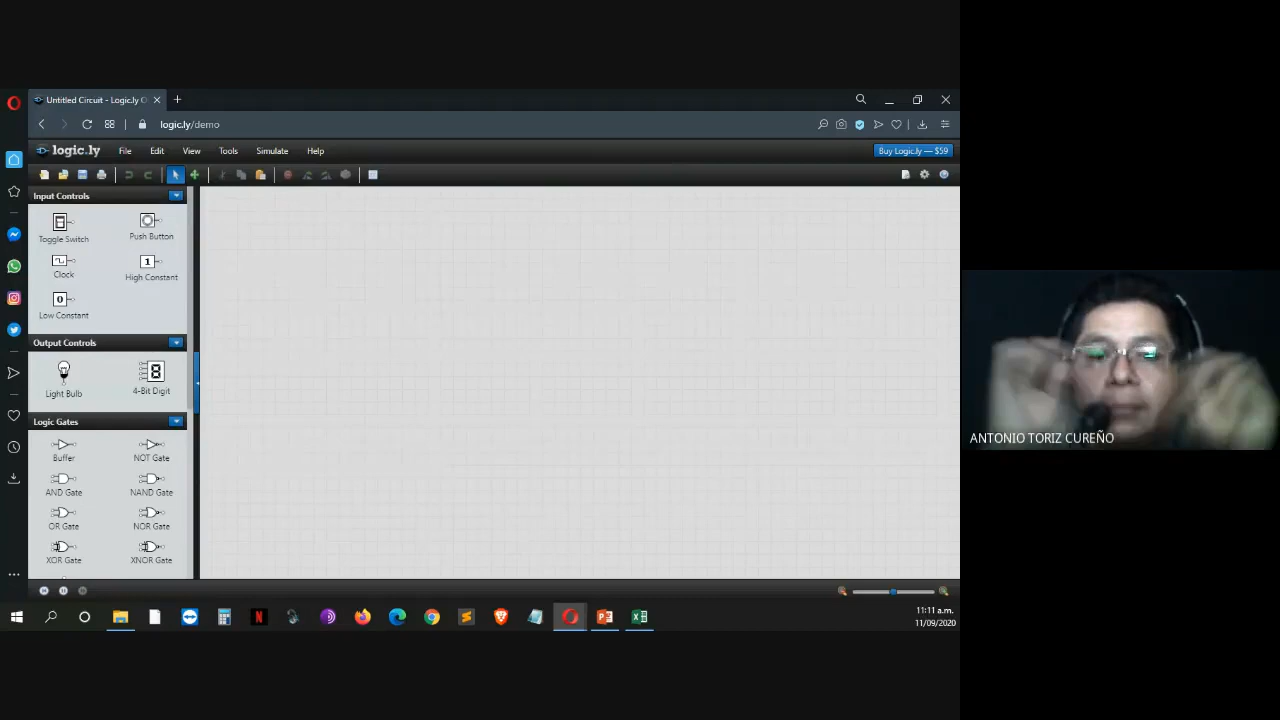 Untitled Circuit - Logic.ly O
logic.ly/demo
logic.ly File Edit View Tools Simulate Help Buy Logic.ly — $59
Input Controls
Toggle Switch Push Button
Clock High Constant
Low Constant
Output Controls
Light Bulb 4-Bit Digit
Logic Gates
Buffer NOT Gate
AND Gate NAND Gate
OR Gate NOR Gate
XOR Gate XNOR Gate
11:11 a.m.
11/09/2020
ANTONIO TORIZ CUREÑO